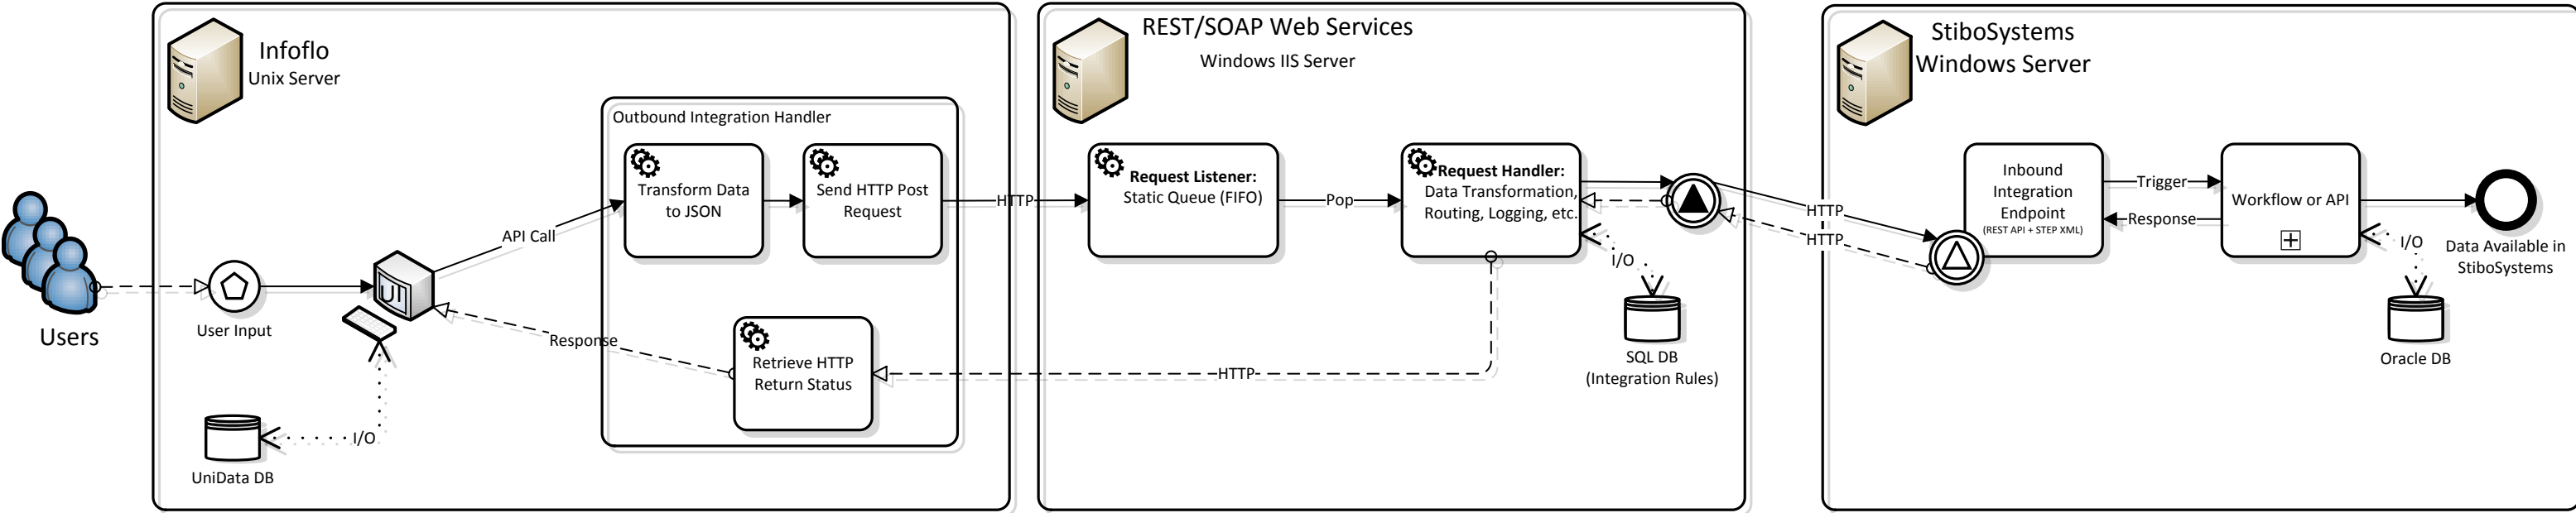 Infoflo
Unix Server
REST/SOAP Web Services
Windows IIS Server
StiboSystems
Windows Server
Outbound Integration Handler
Transform Data
to JSON
Send HTTP Post
Request
HTTP
Request Listener:
Static Queue (FIFO)
Pop
Request Handler:
Data Transformation,
Routing, Logging, etc.
HTTP
HTTP
Inbound
Integration
Endpoint
(REST API + STEP XML)
Trigger
Response
Workflow or API
I/O
Data Available in
StiboSystems
API Call
UI
Users
User Input
Response
Retrieve HTTP
Return Status
HTTP
I/O
SQL DB
(Integration Rules)
Oracle DB
I/O
UniData DB